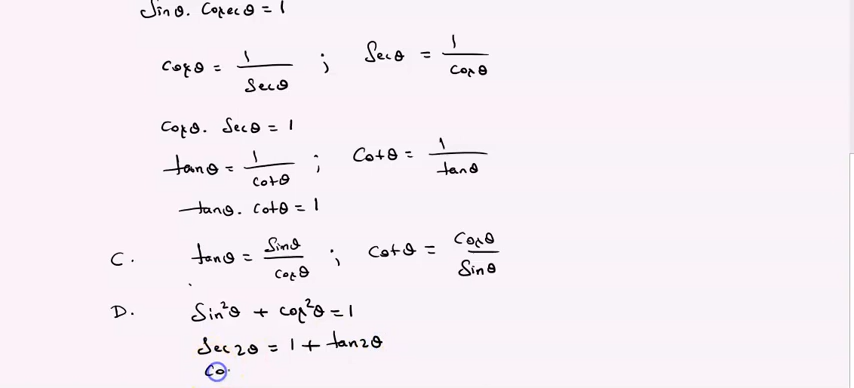 Sinθ. Cosecθ = 1
Cosθ = 1/Secθ ; Secθ = 1/Cosθ
Cosθ. Secθ = 1
tanθ = 1/cotθ ; Cotθ = 1/tanθ
tanθ. cotθ = 1
C. tanθ = Sinθ/cosθ ; cotθ = Cosθ/Sinθ
D. Sin²θ + cos²θ = 1
Sec2θ = 1 + tan2θ
Co